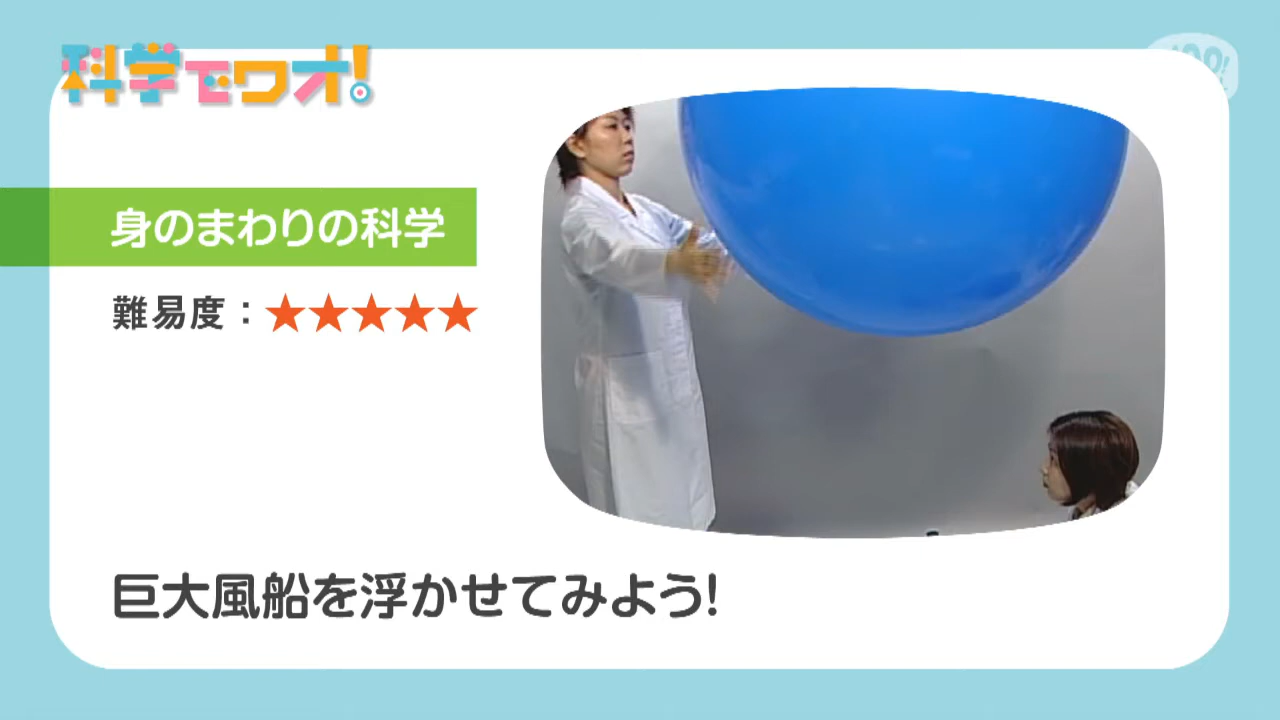 科学でワオ!
身のまわりの科学
難易度：★★★★★
巨大風船を浮かせてみよう!